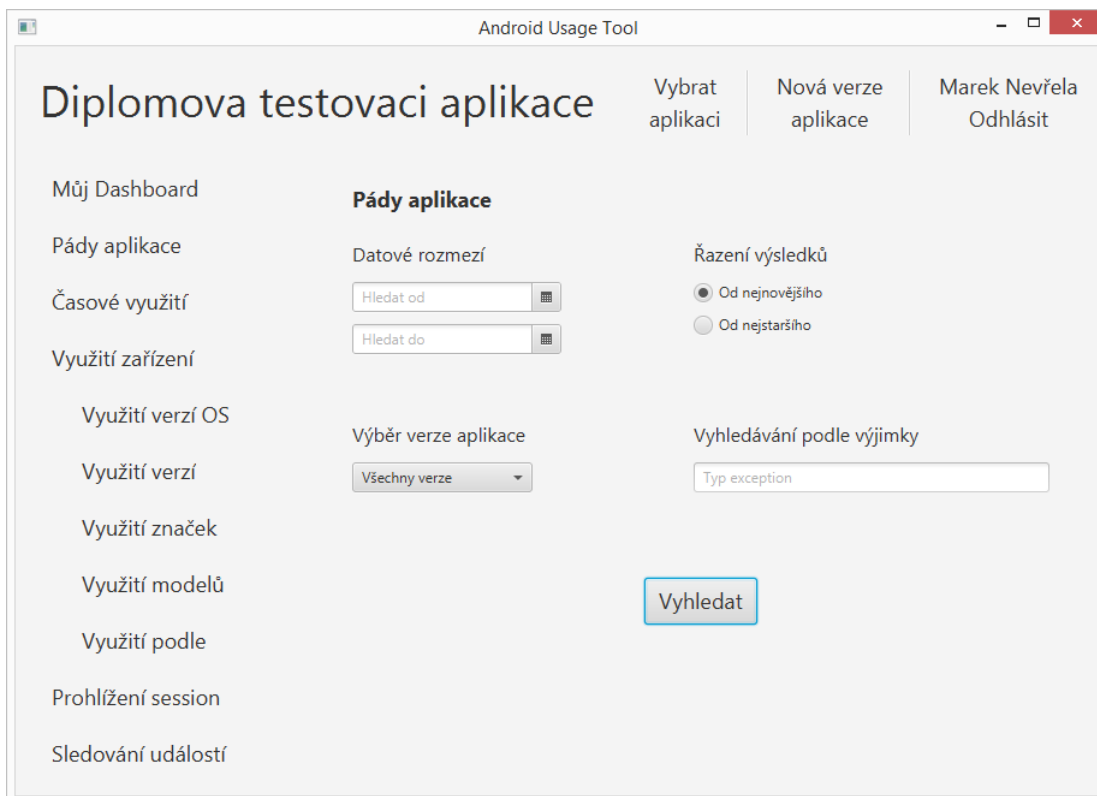 Android Usage Tool
Diplomova testovaci aplikace
Vybrat
aplikaci
Nová verze
aplikace
Marek Nevřela
Odhlásit
Můj Dashboard
Pády aplikace
Časové využití
Využití zařízení
Využití verzí OS
Využití verzí
Využití značek
Využití modelů
Využití podle
Prohlížení session
Sledování událostí
Pády aplikace
Datové rozmezí
Hledat od
Hledat do
Řazení výsledků
Od nejnovějšího
Od nejstaršího
Výběr verze aplikace
Všechny verze
Vyhledávání podle výjimky
Typ exception
Vyhledat